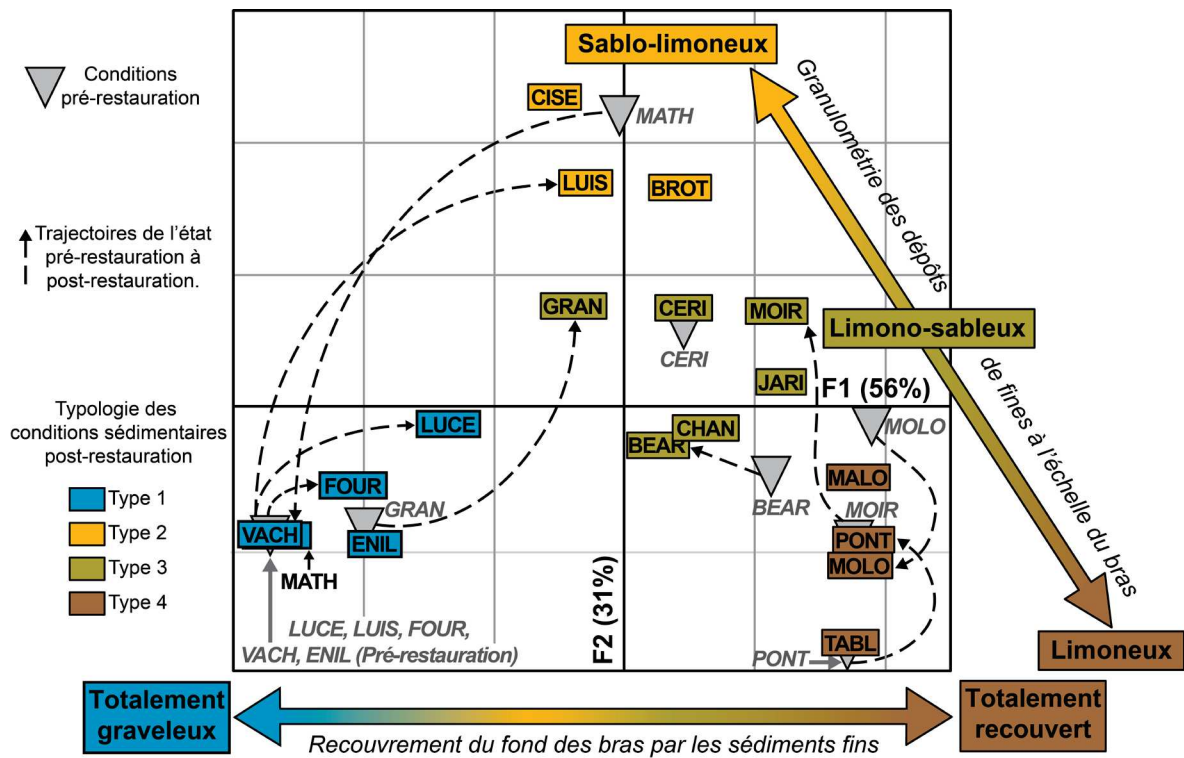 Sablo-limoneux
Conditions
pré-restauration
CISE
MATH
Granulométrie des dépôts
de fines à l'échelle du bras
LUIS
BROT
Trajectoires de l'état
pré-restauration à
post-restauration.
GRAN
CERI
MOIR
Limono-sableux
CERI
JARI
F1 (56%)
Typologie des
conditions sédimentaires
post-restauration
LUCE
CHAN
BEAR
MOLO
FOUR
MALO
Type 1
GRAN
BEAR
MOIR
Type 2
VACH
ENIL
PONT
Type 3
MATH
MOLO
Type 4
F2 (31%)
LUCE, LUIS, FOUR,
VACH, ENIL (Pré-restauration)
PONT
TABL
Limoneux
Totalement
graveleux
Totalement
recouvert
Recouvrement du fond des bras par les sédiments fins